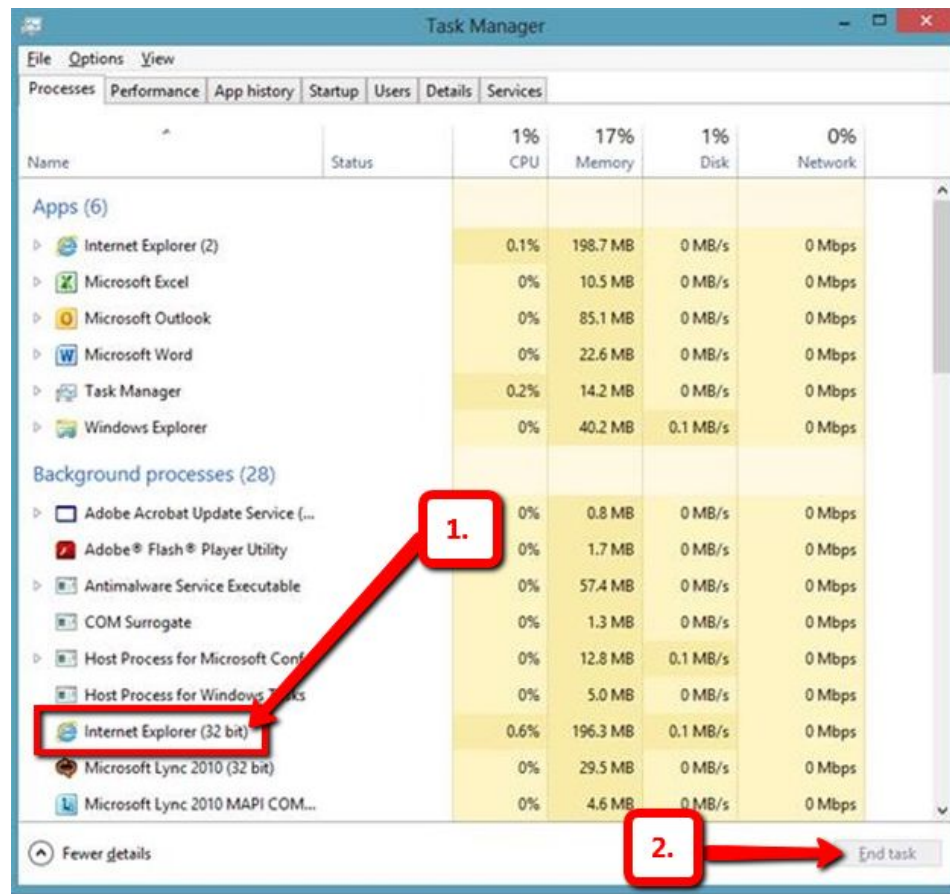 Task Manager
File Options View
Processes Performance App history Startup Users Details Services
1% 17% 1% 0%
Name Status CPU Memory Disk Network
Apps (6)
Internet Explorer (2) 0.1% 198.7 MB 0 MB/s 0 Mbps
Microsoft Excel 0% 10.5 MB 0 MB/s 0 Mbps
Microsoft Outlook 0% 85.1 MB 0 MB/s 0 Mbps
Microsoft Word 0% 22.6 MB 0 MB/s 0 Mbps
Task Manager 0.2% 14.2 MB 0 MB/s 0 Mbps
Windows Explorer 0% 40.2 MB 0.1 MB/s 0 Mbps
Background processes (28)
Adobe Acrobat Update Service (... 0% 0.8 MB 0 MB/s 0 Mbps
1.
Adobe® Flash® Player Utility 0% 1.7 MB 0 MB/s 0 Mbps
Antimalware Service Executable 0% 57.4 MB 0 MB/s 0 Mbps
COM Surrogate 0% 1.3 MB 0 MB/s 0 Mbps
Host Process for Microsoft Conf 0% 12.8 MB 0.1 MB/s 0 Mbps
Host Process for Windows 0% 5.0 MB 0 MB/s 0 Mbps
Internet Explorer (32 bit) 0.6% 196.3 MB 0.1 MB/s 0 Mbps
Microsoft Lync 2010 (32 bit) 0% 29.5 MB 0 MB/s 0 Mbps
Microsoft Lync 2010 MAPI COM... 0% 4.6 MB 0 MB/s 0 Mbps
Fewer details 2. End task